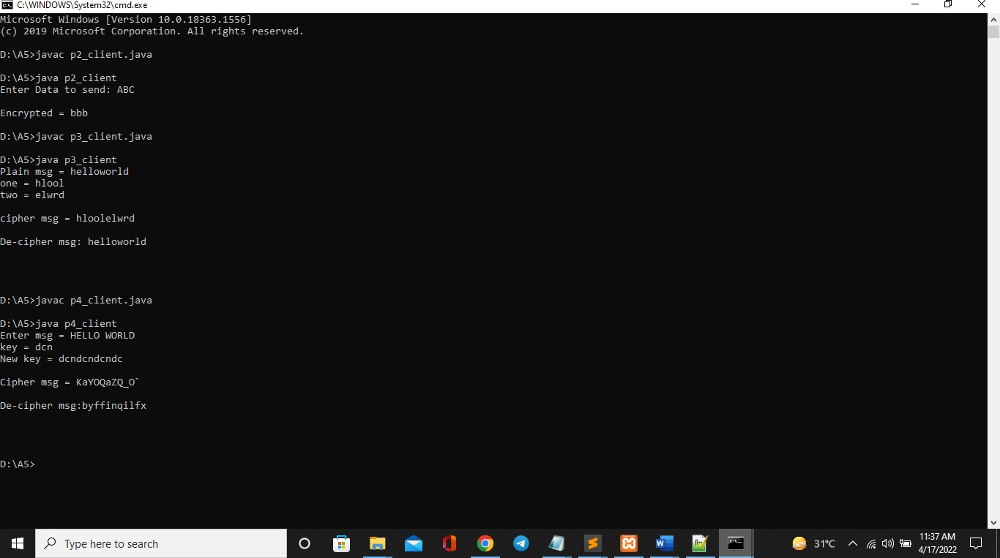 C:\WINDOWS\System32\cmd.exe
Microsoft Windows [Version 10.0.18363.1556]
(c) 2019 Microsoft Corporation. All rights reserved.
D:\A5>javac p2_client.java
D:\A5>java p2_client
Enter Data to send: ABC
Encrypted = bbb
D:\A5>javac p3_client.java
D:\A5>java p3_client
Plain msg = helloworld
one = hlool
two = elwrd
cipher msg = hloolelwrd
De-cipher msg: helloworld
D:\A5>javac p4_client.java
D:\A5>java p4_client
Enter msg = HELLO WORLD
key = dcn
New key = dcndcndcndc
Cipher msg = KaYOQaZQ_O`
De-cipher msg:byffinqilfx
D:\A5>
Type here to search
31°C
11:37 AM
4/17/2022